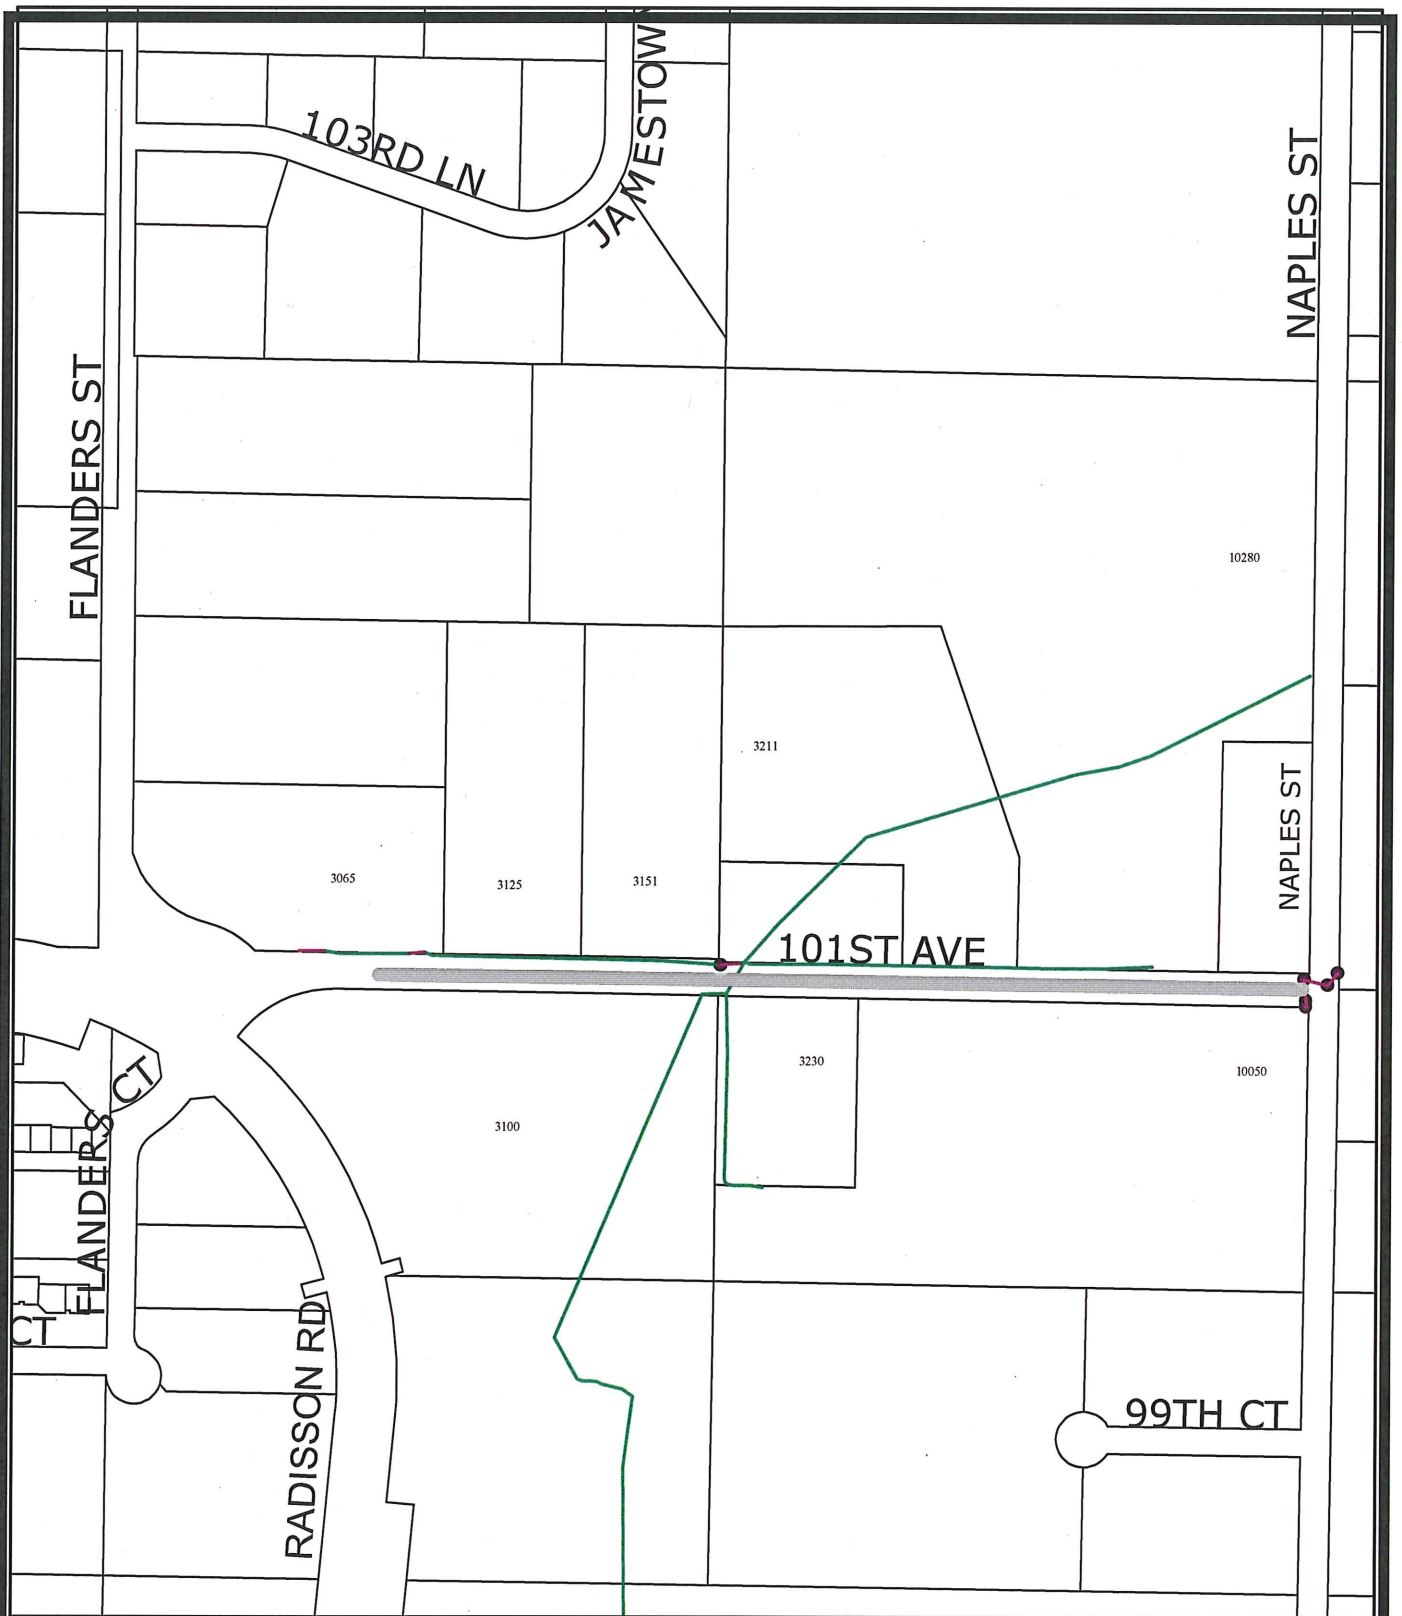 JAMESTOW
103RD LN
NAPLES ST
FLANDERS ST
10280
3211
NAPLES ST
3065
3125
3151
101ST AVE
3230
10050
FLANDERS CT
3100
CT
RADISSON RD
99TH CT